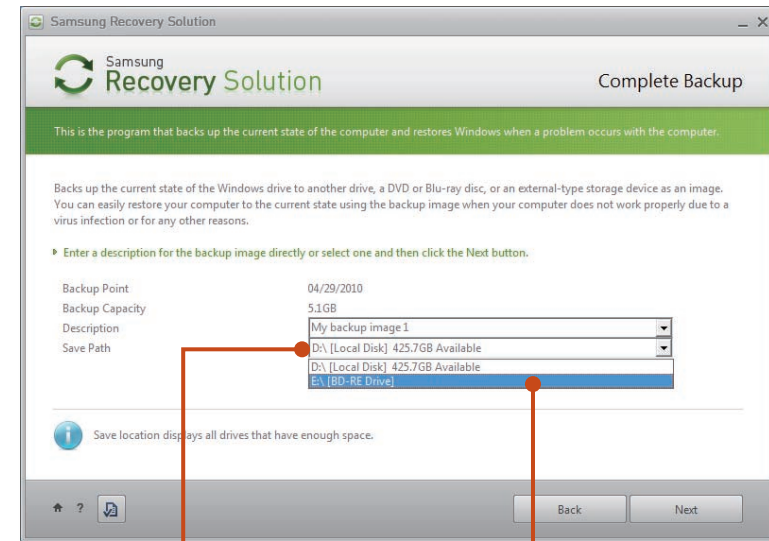 Samsung Recovery Solution
Samsung
Recovery Solution
Complete Backup
This is the program that backs up the current state of the computer and restores Windows when a problem occurs with the computer.
Backs up the current state of the Windows drive to another drive, a DVD or Blu-ray disc, or an external-type storage device as an image.
You can easily restore your computer to the current state using the backup image when your computer does not work properly due to a
virus infection or for any other reasons.
Enter a description for the backup image directly or select one and then click the Next button.
Backup Point 04/29/2010
Backup Capacity 5.1GB
Description My backup image 1
Save Path D:\ [Local Disk] 425.7GB Available
D:\ [Local Disk] 425.7GB Available
E:\ [BD-RE Drive]
i Save location displays all drives that have enough space.
? Back Next